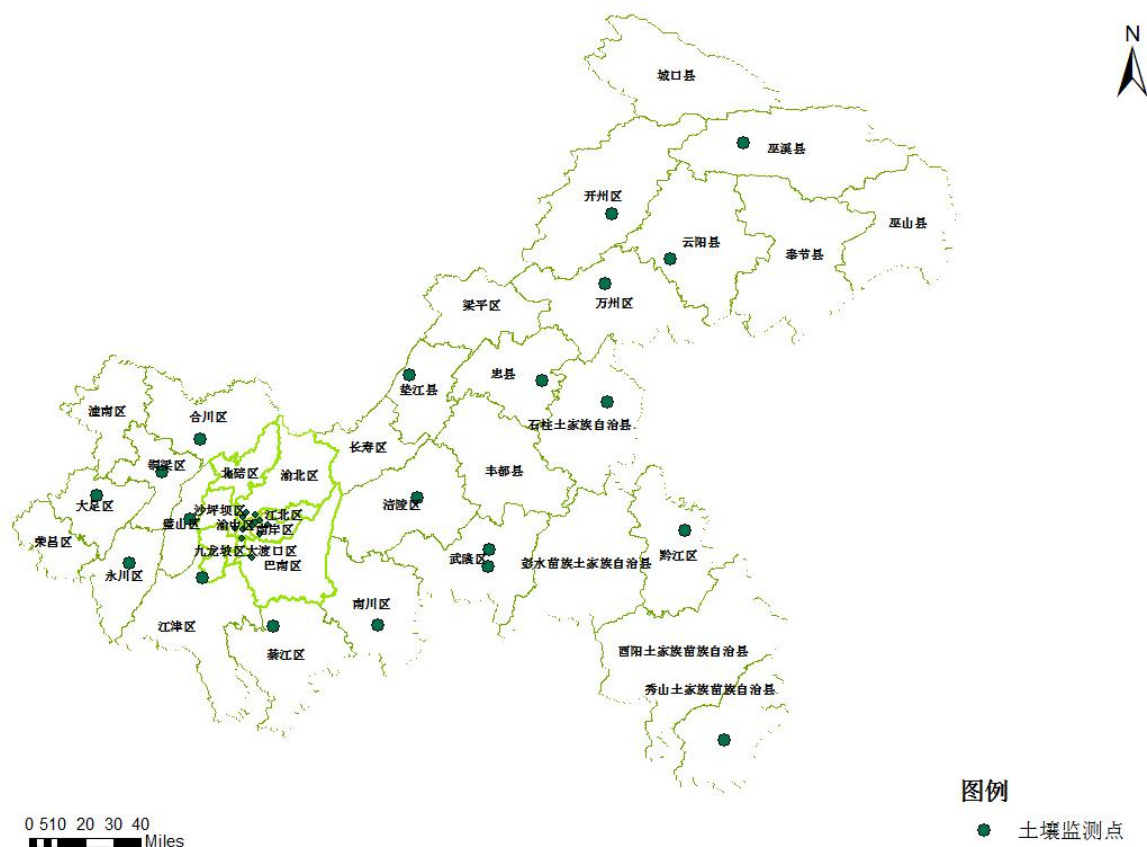 N
城口县
巫溪县
开州区
巫山县
云阳县
奉节县
万州区
梁平区
忠县
垫江县
潼南区
合川区
石柱土家族自治县
长寿区
铜梁区
北碚区
渝北区
丰都县
大足区
涪陵区
沙坪坝区
江北区
璧山区
渝中区
南岸区
荣昌区
九龙坡区
大渡口区
武隆区
彭水苗族土家族自治县
黔江区
巴南区
永川区
南川区
江津区
綦江区
酉阳土家族苗族自治县
秀山土家族苗族自治县
图例
土壤监测点
0 510 20 30 40
Miles